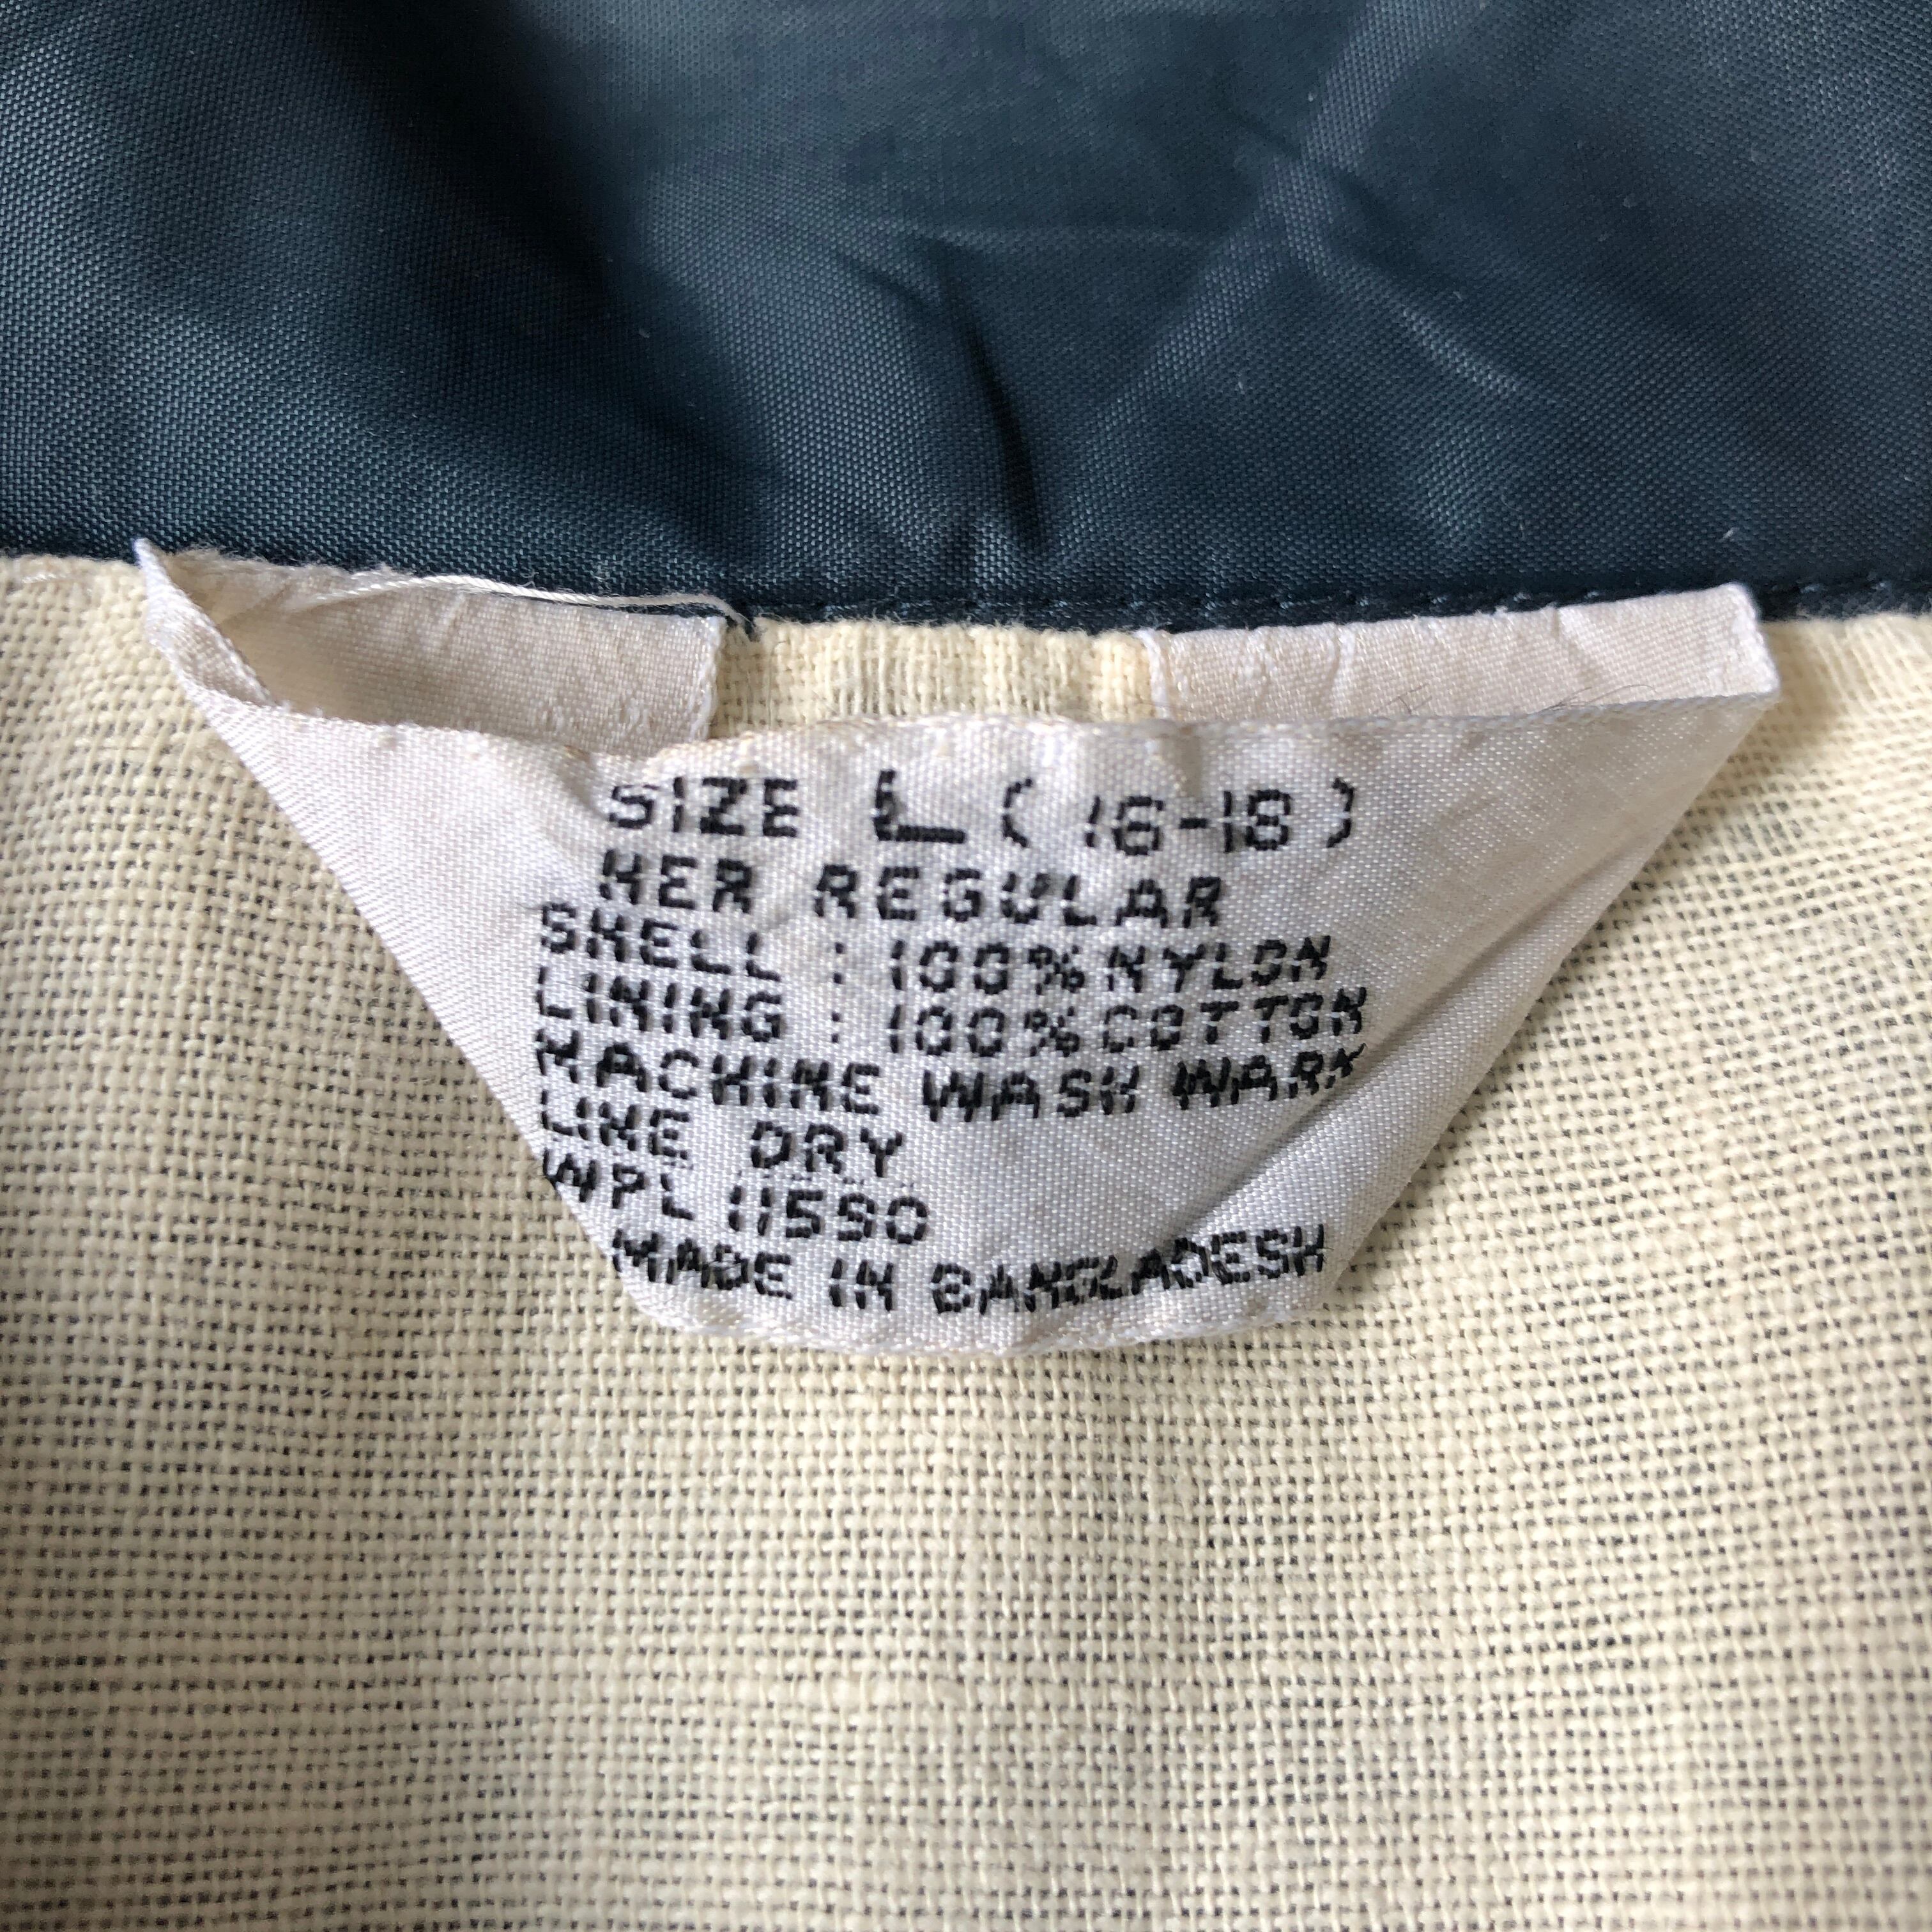 SIZE L (16-18)
HER REGULAR
SHELL : 100% NYLON
LINING : 100% COTTON
MACHINE WASH WARM
LINE DRY
WPL 11590
MADE IN BANGLADESH